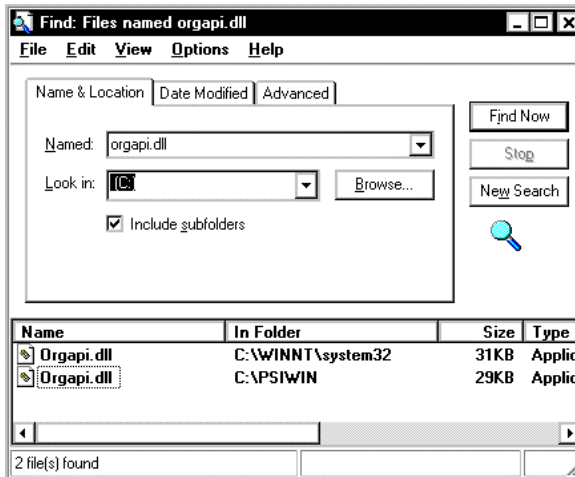 Find: Files named orgapi.dll
File Edit View Options Help
Name & Location Date Modified Advanced
Named: orgapi.dll
Look in: (C:)
Browse...
Include subfolders
Find Now
Stop
New Search
Name In Folder Size Type
Orgapi.dll C:\WINNT\system32 31KB Applic
Orgapi.dll C:\PSIWIN 29KB Applic
2 file(s) found